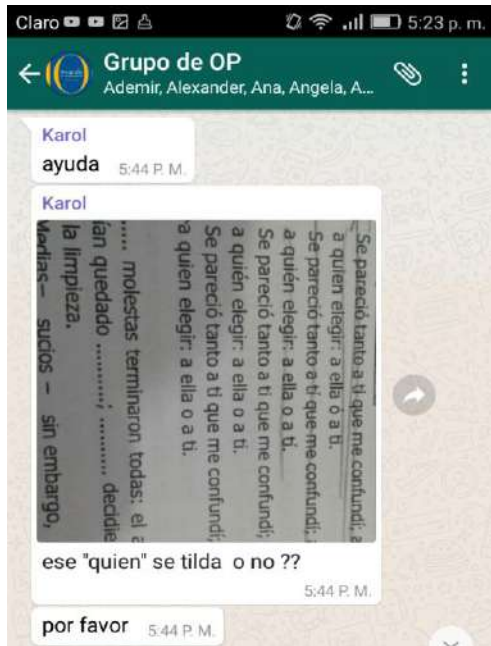 Claro 5:23 p. m.
Grupo de OP
Ademir, Alexander, Ana, Angela, A...
Karol
ayuda 5:44 P. M.
Karol
Se pareció tanto a ti que me confundí; a
a quien elegir: a ella ó a ti.
Se pareció tanto a tí que me confundí;
a quién elegir: a ella o a tí.
Se pareció tanto a ti que me confundí;
a quién elegir: a ella o a ti.
Se pareció tanto a ti que me confundí;
a quien elegir: a ella o a ti.
..... molestas terminaron todas: el a
ían quedado .........; ......... decidie
la limpieza.
Medias – sucios – sin embargo,
ese "quien" se tilda o no ??
5:44 P. M.
por favor 5:44 P. M.